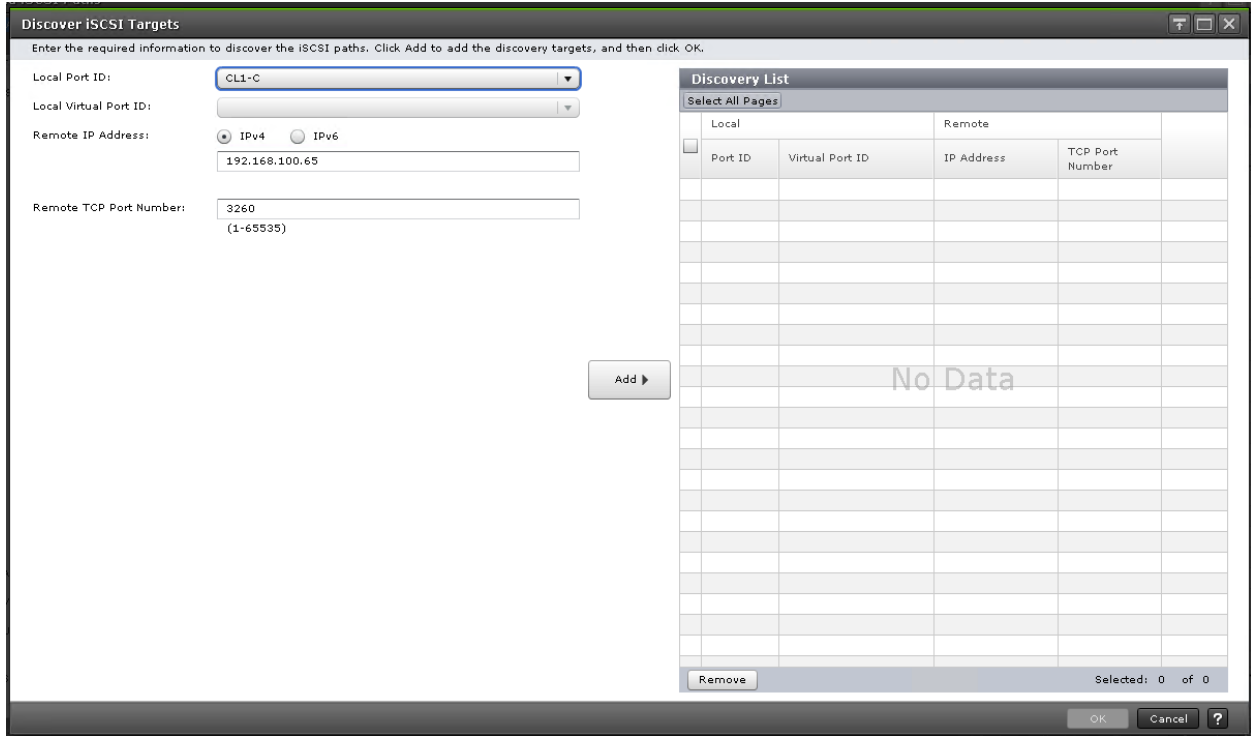 Discover iSCSI Targets
Enter the required information to discover the iSCSI paths. Click Add to add the discovery targets, and then click OK.
Local Port ID: CL1-C
Local Virtual Port ID:
Remote IP Address: IPv4 IPv6
192.168.100.65
Remote TCP Port Number: 3260
(1-65535)
Add
Discovery List
Select All Pages
Local Remote
Port ID Virtual Port ID IP Address TCP Port Number
No Data
Remove Selected: 0 of 0
OK Cancel ?